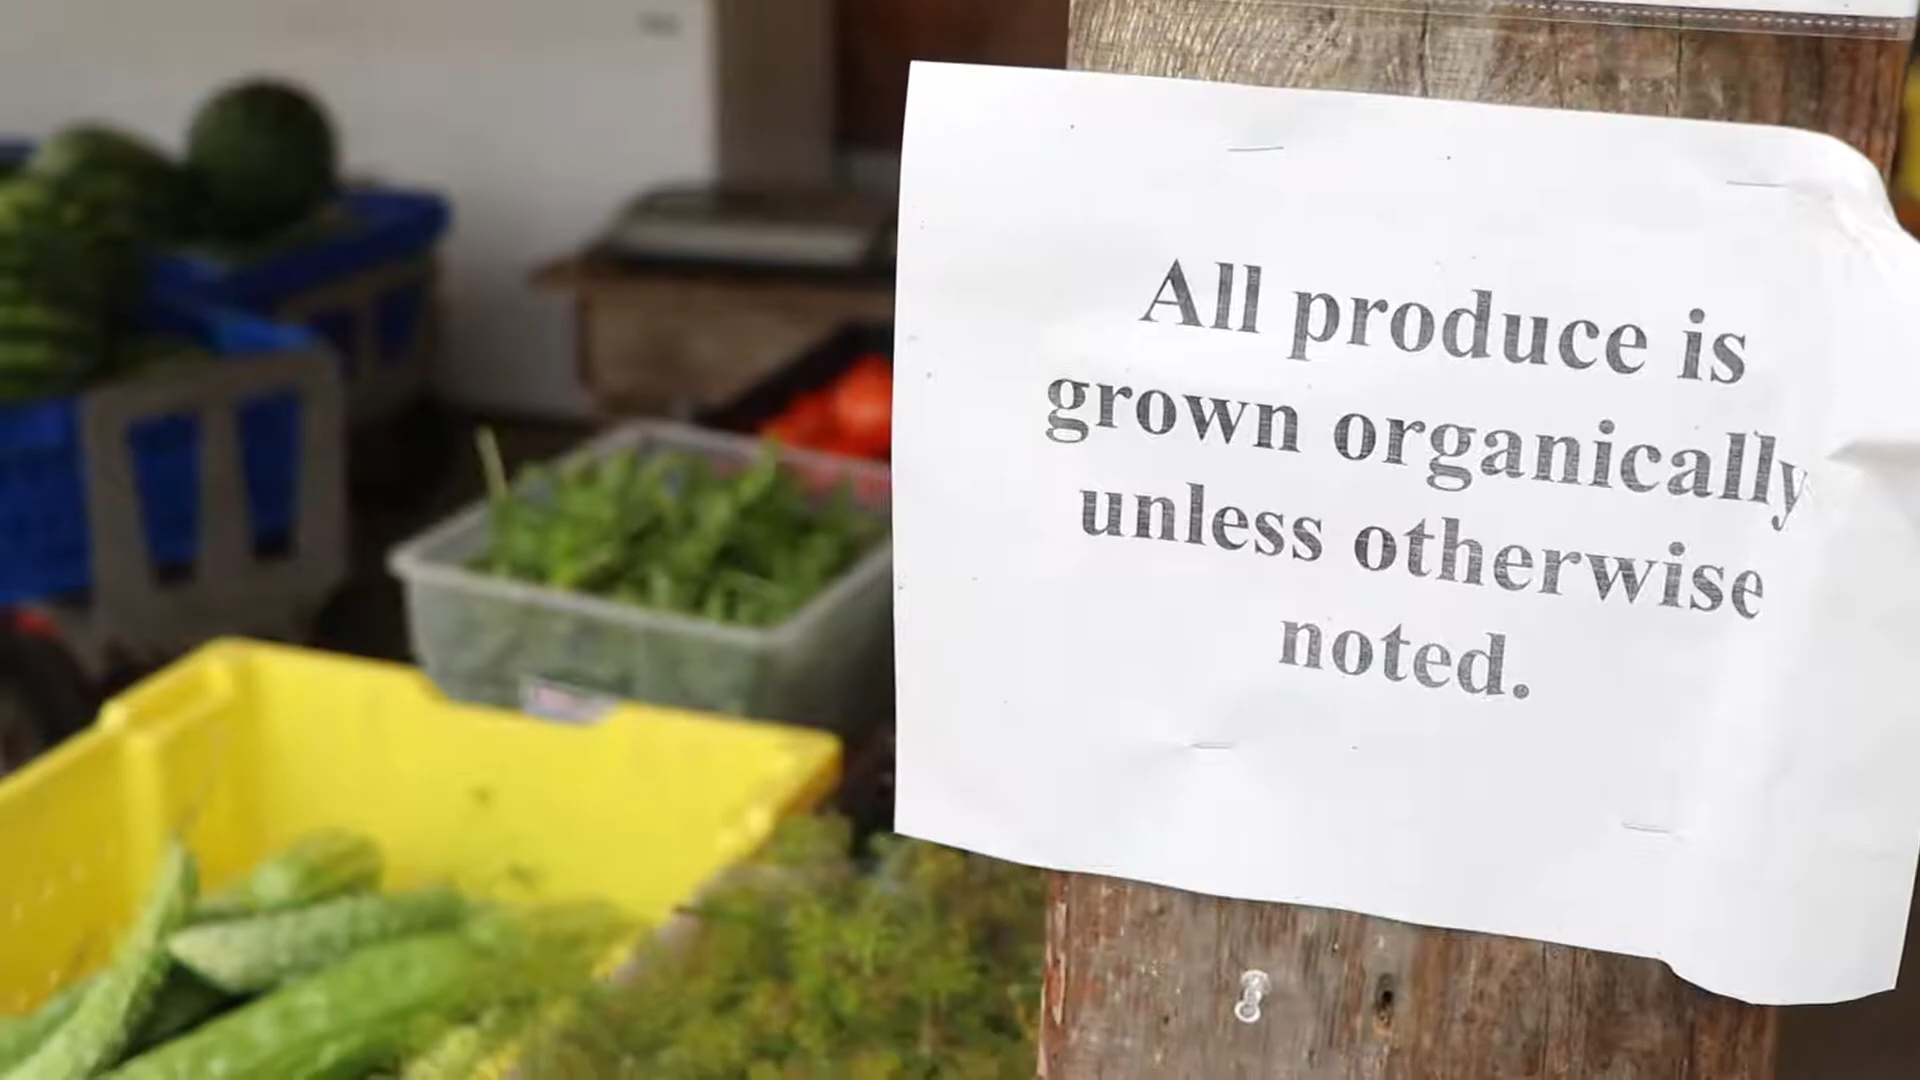 All produce is
grown organically
unless otherwise
noted.